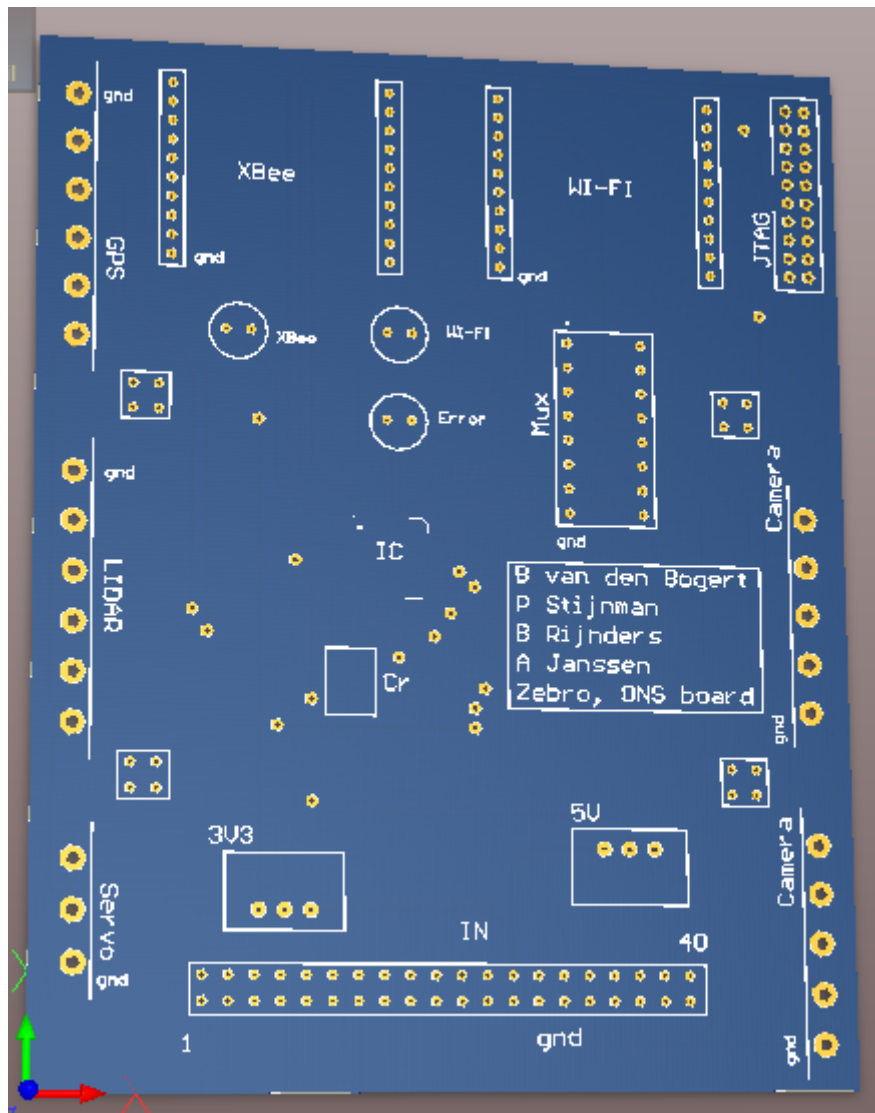 gnd
XBee
WI-FI
JTAG
GPS
gnd
gnd
XBee
WI-FI
Error
Mux
Camera
gnd
gnd
IC
LIDAR
B van den Bogert
P Stijnman
B Rijnders
A Janssen
Zebro, ONS board
Cr
gnd
3V3
5V
Camera
Servo
IN
40
gnd
1
gnd
gnd